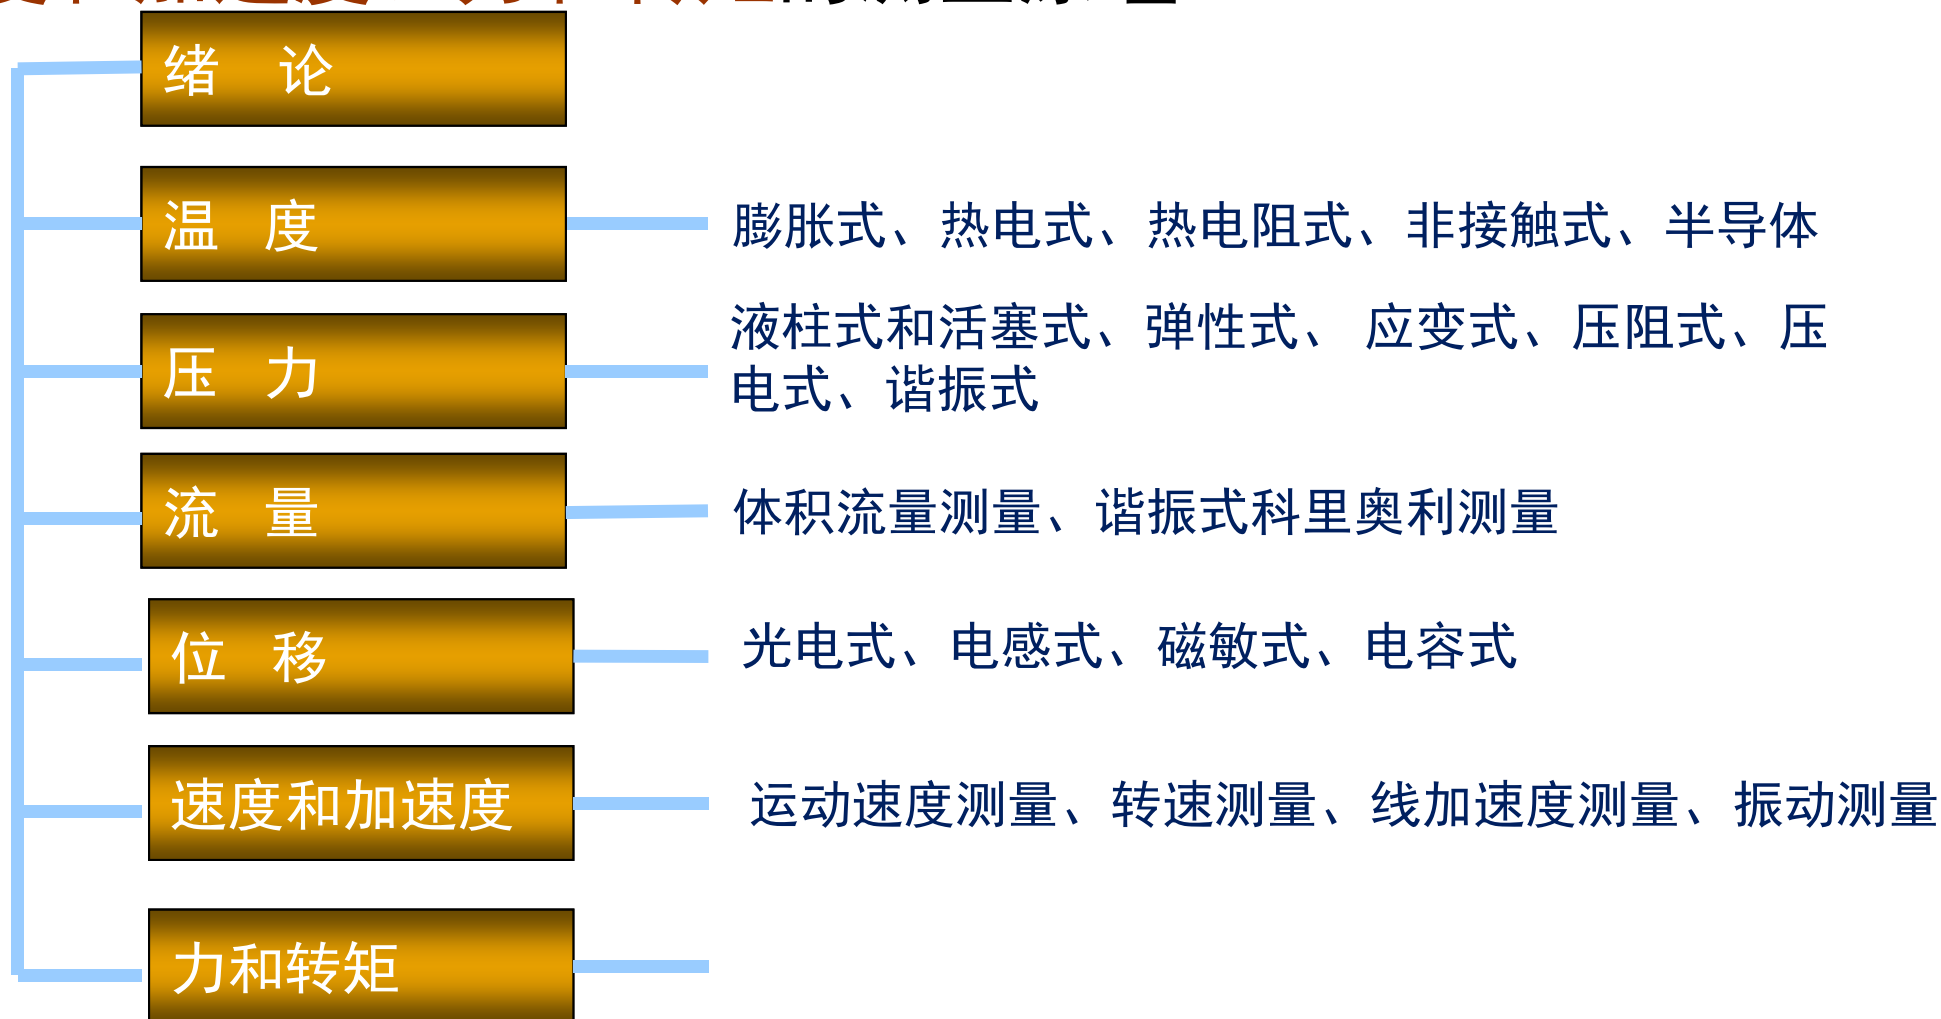 绪 论
温 度
膨胀式、热电式、热电阻式、非接触式、半导体
压 力
液柱式和活塞式、弹性式、 应变式、压阻式、压
电式、谐振式
流 量
体积流量测量、谐振式科里奥利测量
位 移
光电式、电感式、磁敏式、电容式
速度和加速度
运动速度测量、转速测量、线加速度测量、振动测量
力和转矩